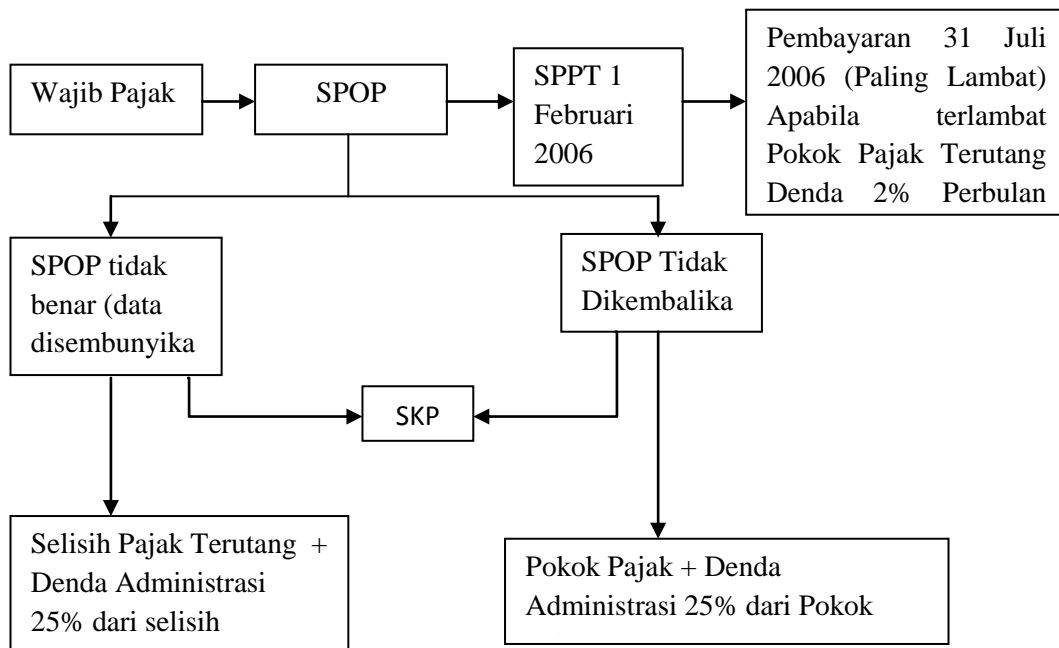 Wajib Pajak
SPOP
SPPT 1
Februari
2006
Pembayaran 31 Juli
2006 (Paling Lambat)
Apabila terlambat
Pokok Pajak Terutang
Denda 2% Perbulan
SPOP tidak
benar (data
disembunyika
SPOP Tidak
Dikembalika
SKP
Selisih Pajak Terutang +
Denda Administrasi
25% dari selisih
Pokok Pajak + Denda
Administrasi 25% dari Pokok